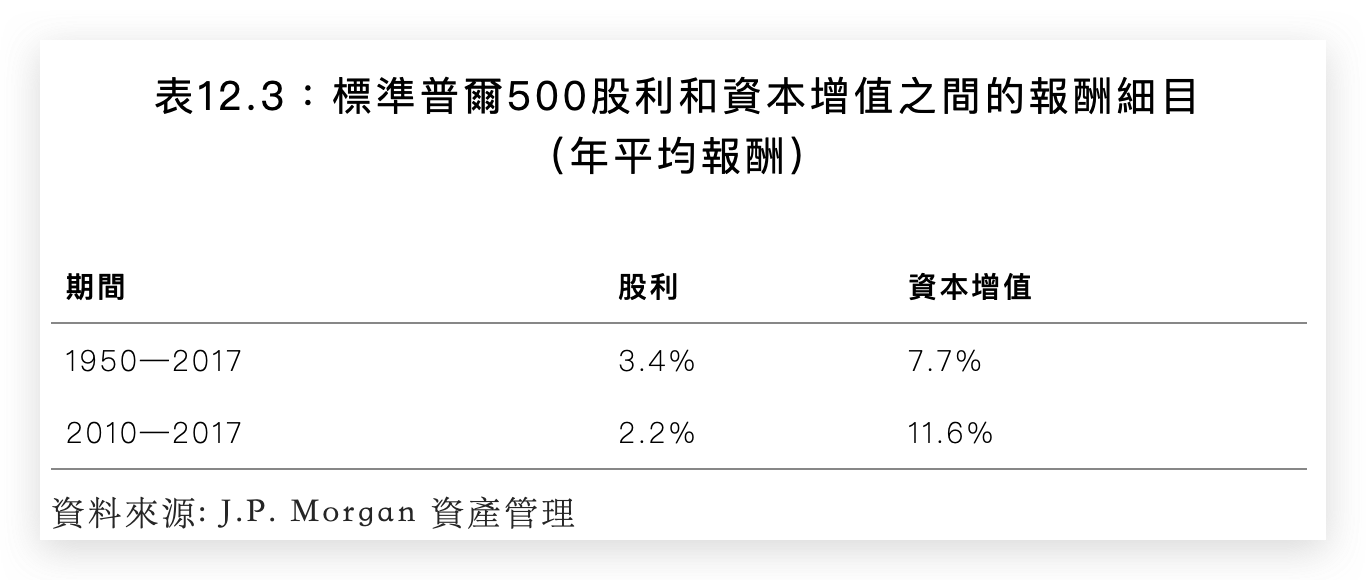 表12.3：標準普爾500股利和資本增值之間的報酬細目
（年平均報酬）
期間 股利 資本增值
1950—2017 3.4% 7.7%
2010—2017 2.2% 11.6%
資料來源: J.P. Morgan 資產管理